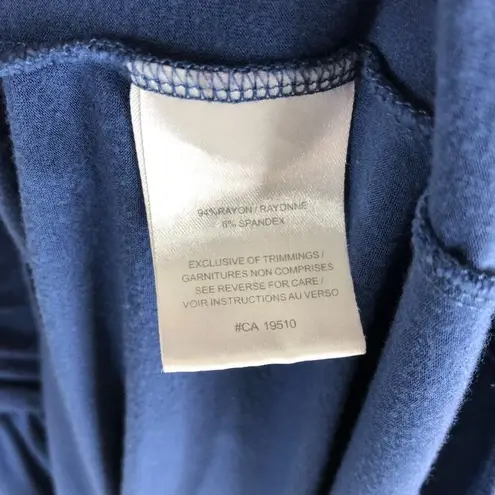 94% RAYON / RAYONNE
6% SPANDEX
EXCLUSIVE OF TRIMMINGS /
GARNITURES NON COMPRISES
SEE REVERSE FOR CARE /
VOIR INSTRUCTIONS AU VERSO
#CA 19510